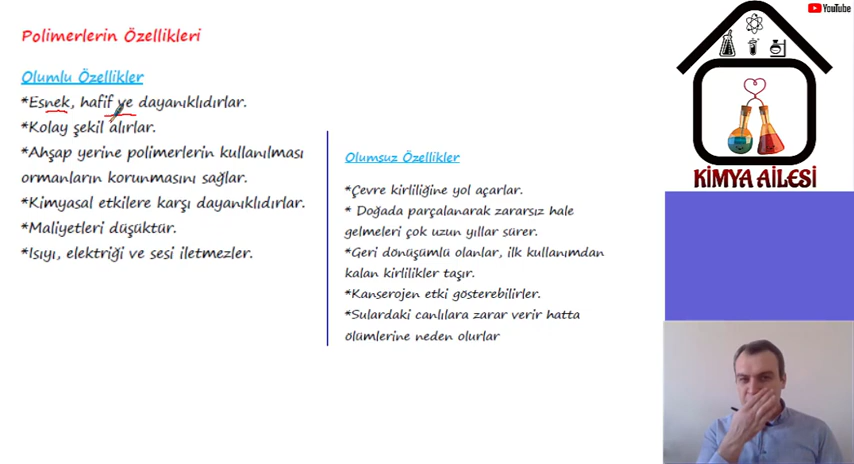 YouTube
Polimerlerin Özellikleri
Olumlu Özellikler
*Esnek, hafif ve dayanıklıdırlar.
*Kolay şekil alırlar.
*Ahşap yerine polimerlerin kullanılması
ormanların korunmasını sağlar.
*Kimyasal etkilere karşı dayanıklıdırlar.
*Maliyetleri düşüktür.
*Isıyı, elektriği ve sesi iletmezler.
Olumsuz Özellikler
*Çevre kirliliğine yol açarlar.
* Doğada parçalanarak zararsız hale
gelmeleri çok uzun yıllar sürer.
*Geri dönüşümlü olanlar, ilk kullanımdan
kalan kirlilikler taşır.
*Kanserojen etki gösterebilirler.
*Sulardaki canlılara zarar verir hatta
ölümlerine neden olurlar
KİMYA AİLESİ